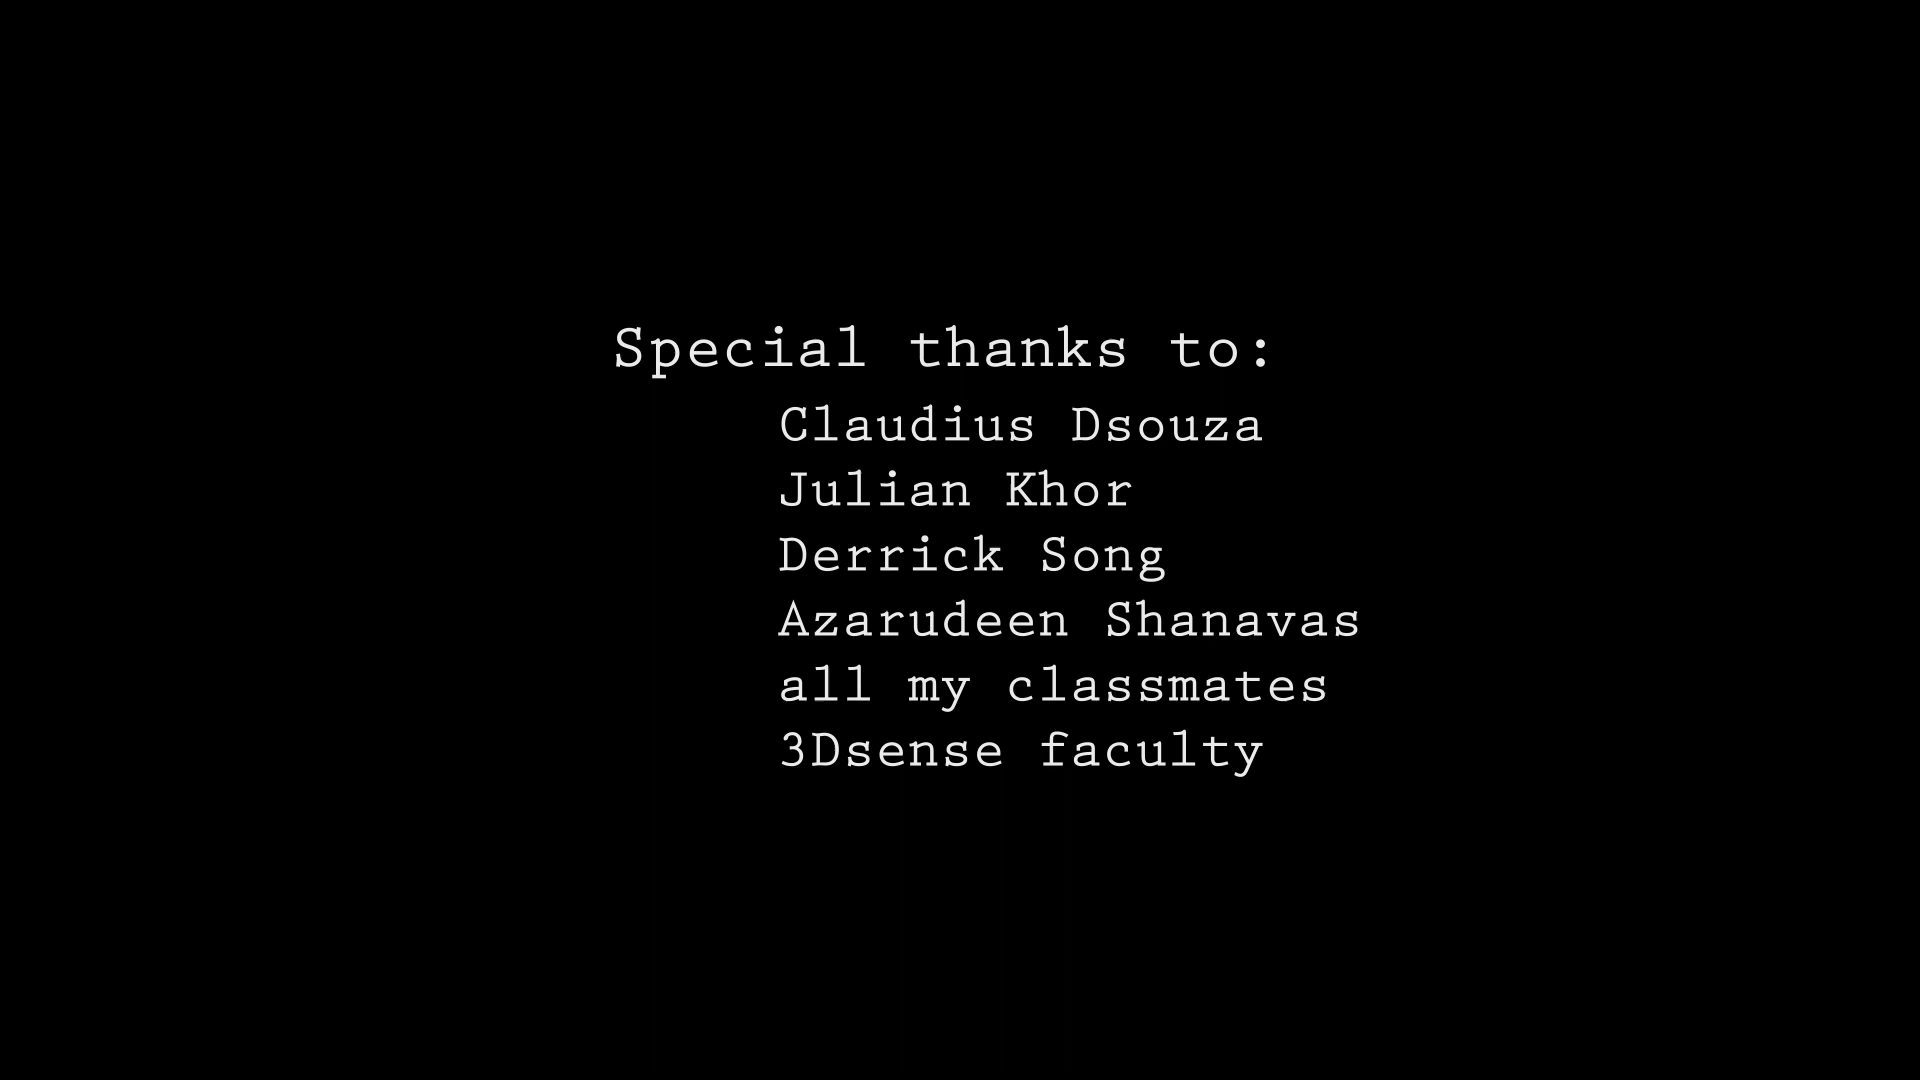 Special thanks to:
Claudius Dsouza
Julian Khor
Derrick Song
Azarudeen Shanavas
all my classmates
3Dsense faculty